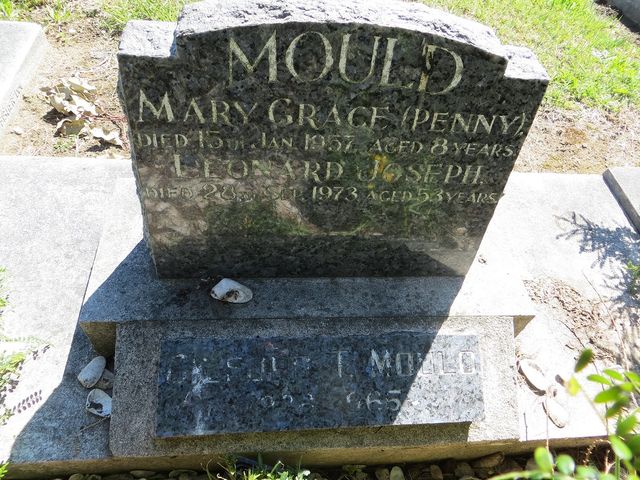 MOULD
MARY GRACE (PENNY),
DIED 15TH JAN. 1957, AGED 8 YEARS.
LEONARD JOSEPH
DIED 28TH 1973, AGED 53 YEARS.
T. MOULD